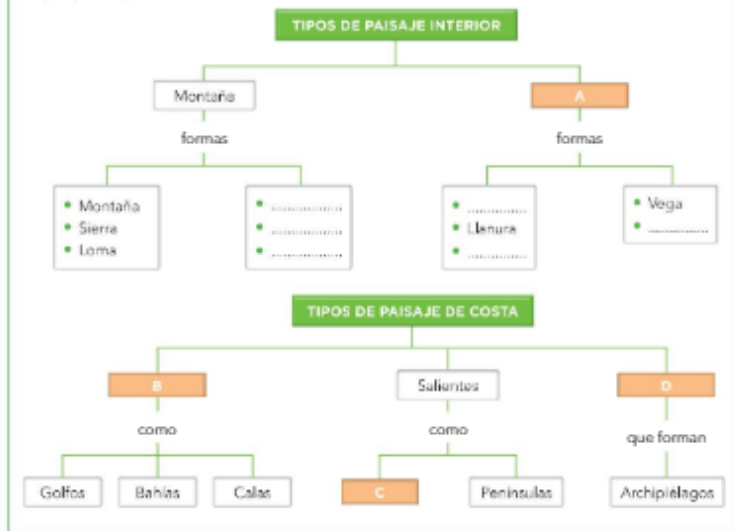 TIPOS DE PAISAJE INTERIOR
Montaña
A
formas
formas
• Montaña
• Sierra
• Loma
• ....................
• ....................
• ....................
• ....................
• Llanura
• ....................
• Vega
• ....................
TIPOS DE PAISAJE DE COSTA
B
Salientes
D
como
como
que forman
Golfos
Bahías
Calas
C
Penínsulas
Archipiélagos